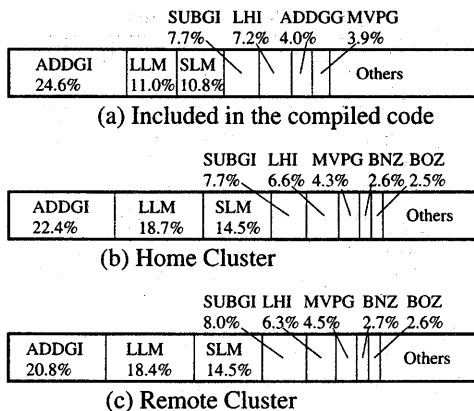 SUBGI LHI ADDGG MVPG
7.7% 7.2% 4.0% 3.9%
ADDGI LLM SLM Others
24.6% 11.0% 10.8%
(a) Included in the compiled code
SUBGI LHI MVPG BNZ BOZ
7.7% 6.6% 4.3% 2.6% 2.5%
ADDGI LLM SLM Others
22.4% 18.7% 14.5%
(b) Home Cluster
SUBGI LHI MVPG BNZ BOZ
8.0% 6.3% 4.5% 2.7% 2.6%
ADDGI LLM SLM Others
20.8% 18.4% 14.5%
(c) Remote Cluster